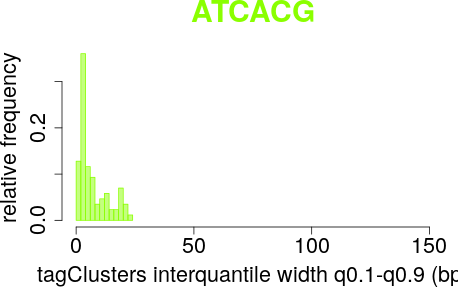 ATCACG
relative frequency
0.2
0.0
0 50 100 150
tagClusters interquantile width q0.1-q0.9 (bp